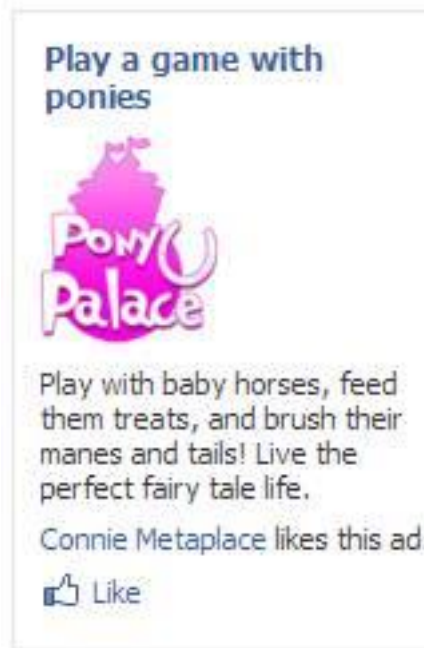 Play a game with
ponies
Pony
Palace
Play with baby horses, feed
them treats, and brush their
manes and tails! Live the
perfect fairy tale life.
Connie Metaplace likes this ad
Like